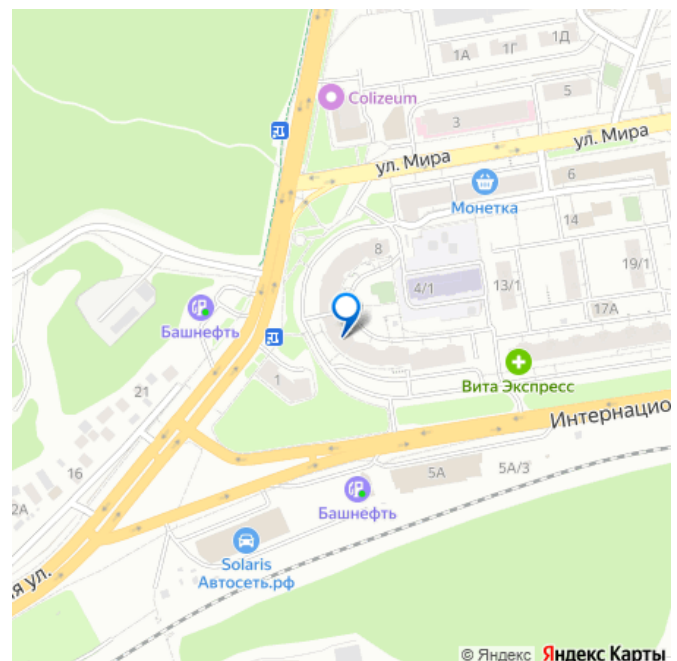 1А
1Г
1Д
Colizeum
5
3
ул. Мира
ул. Мира
6
Монетка
14
8
19/1
4/1
13/1
17А
Башнефть
Вита Экспресс
1
21
Интернацио
16
5А
5А/3
2А
Башнефть
Solaris
Автосеть.рф
я ул.
© Яндекс Яндекс Карты